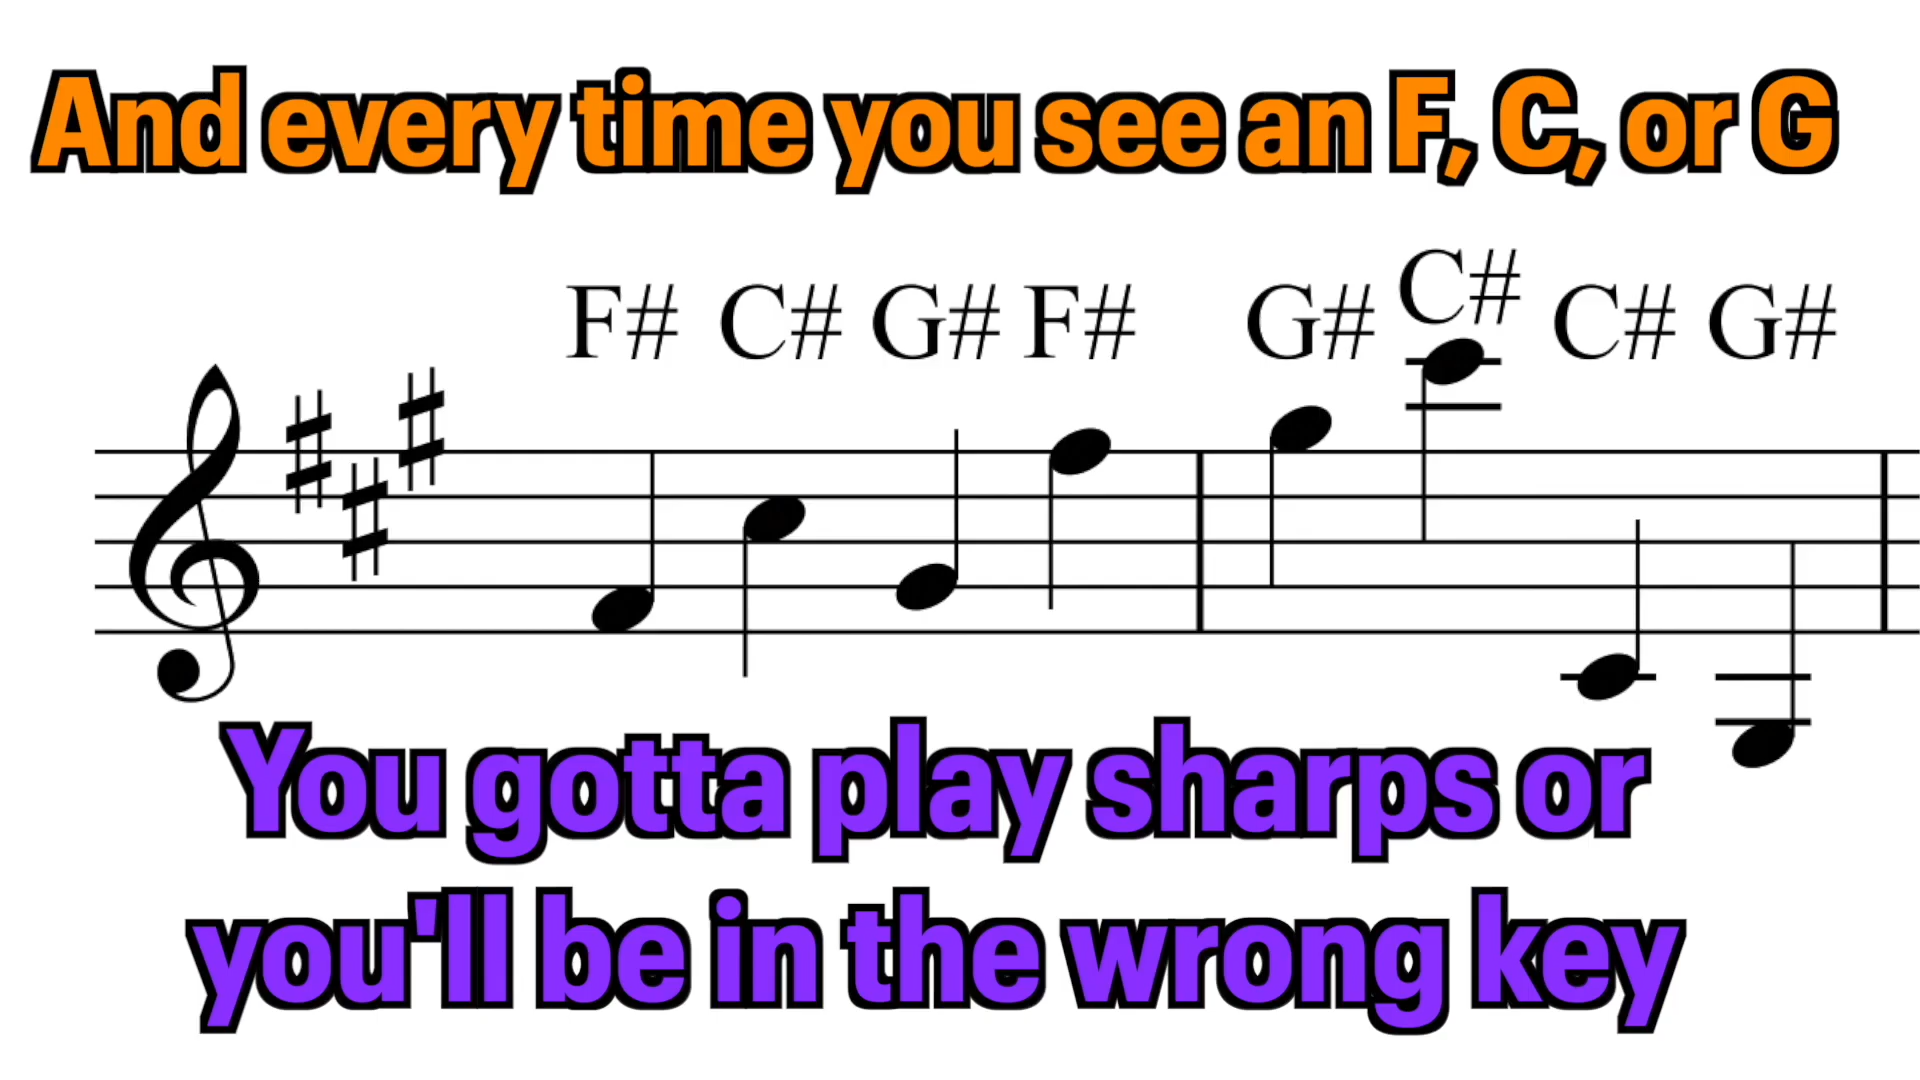 And every time you see an F, C, or G
F# C# G# F# G# C# C# G#
You gotta play sharps or
you'll be in the wrong key